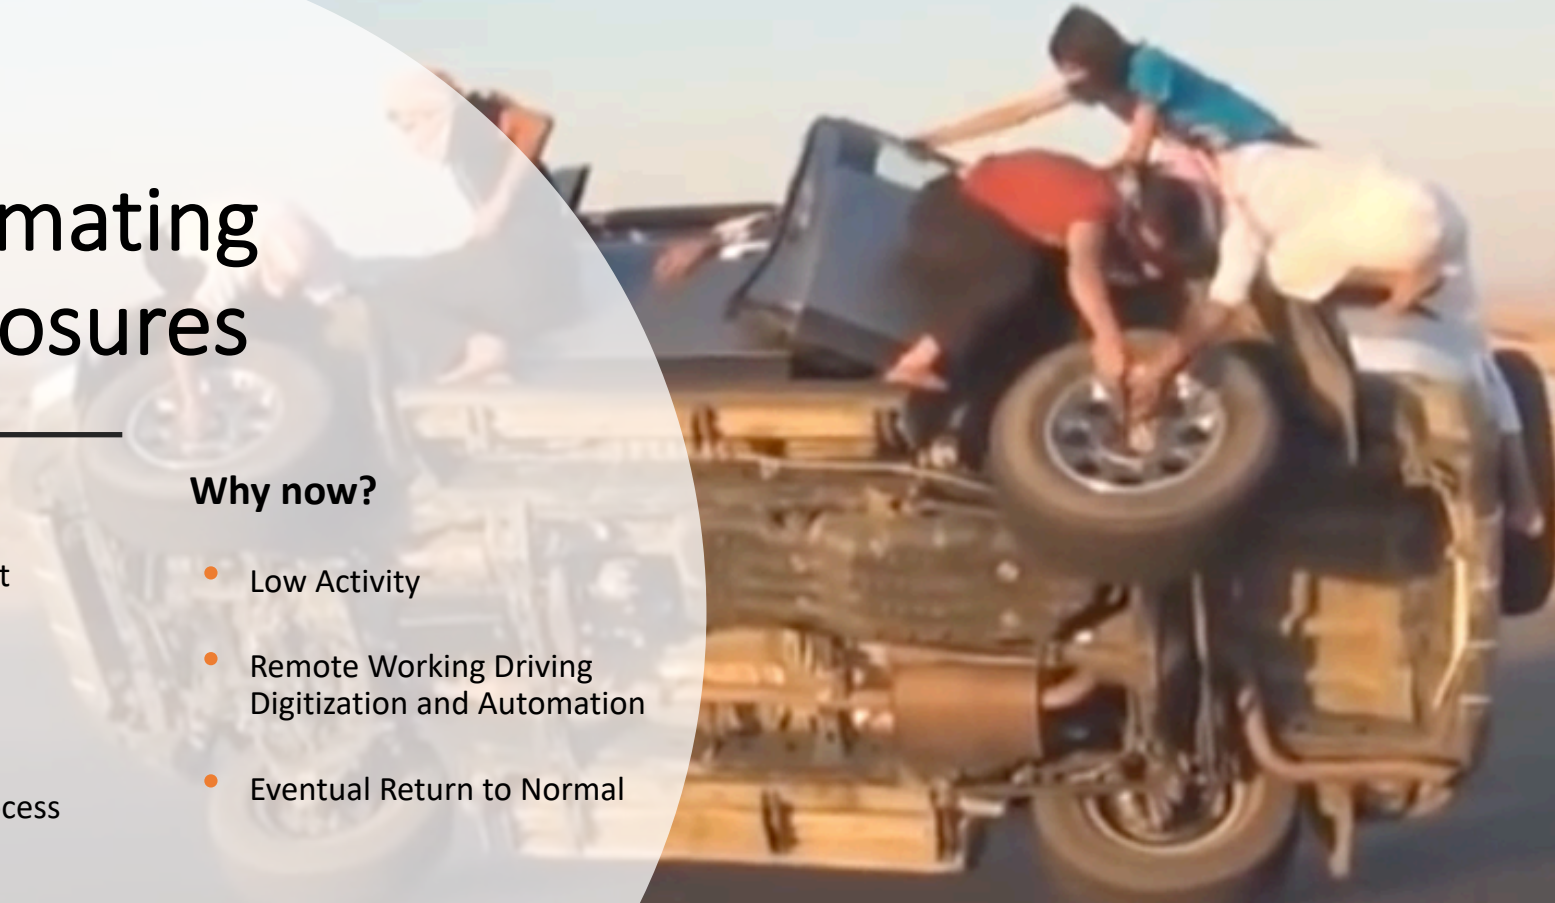 mating
osures
Why now?
t
• Low Activity
• Remote Working Driving
Digitization and Automation
cess
• Eventual Return to Normal